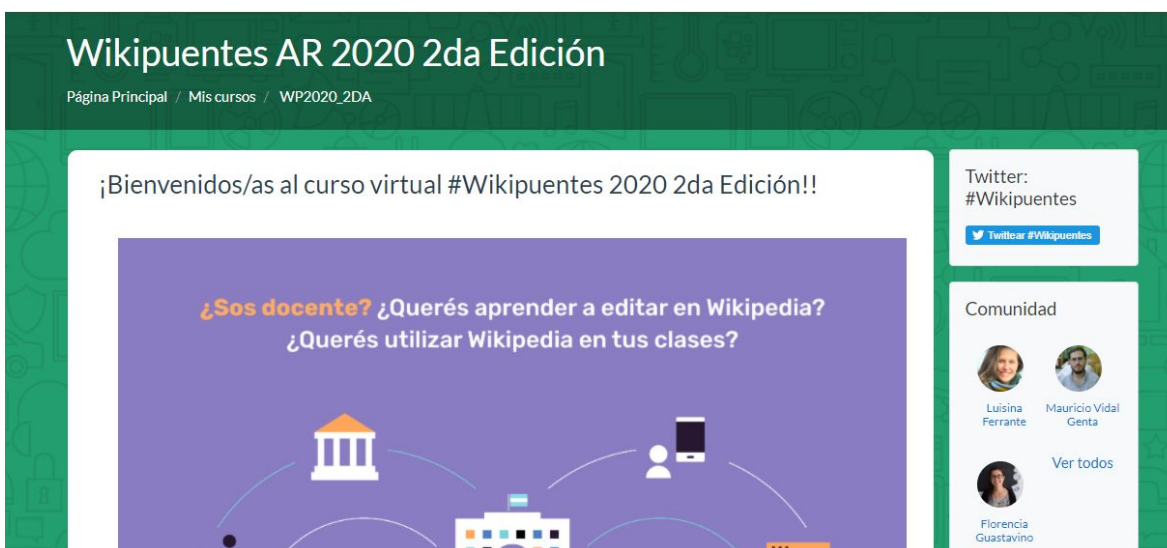 Wikipuentes AR 2020 2da Edición
Página Principal / Mis cursos / WP2020_2DA
¡Bienvenidos/as al curso virtual #Wikipuentes 2020 2da Edición!!
¿Sos docente? ¿Querés aprender a editar en Wikipedia?
¿Querés utilizar Wikipedia en tus clases?
Twitter:
#Wikipuentes
Twittear #Wikipuentes
Comunidad
Luisina
Ferrante
Mauricio Vidal
Genta
Ver todos
Florencia
Guastavino